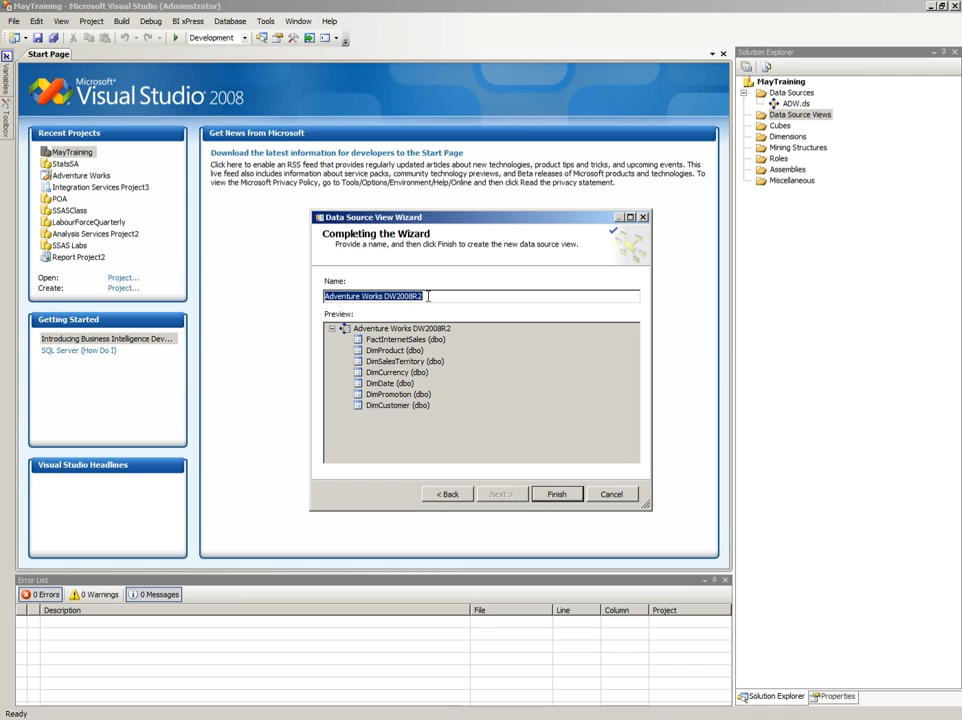 MayTraining - Microsoft Visual Studio (Administrator)
File Edit View Project Build Debug BI xPress Database Tools Window Help
Development
Start Page
Variables
Toolbox
Microsoft®
Visual Studio 2008
Recent Projects
MayTraining
StatsSA
Adventure Works
Integration Services Project3
POA
SSASClass
LabourForceQuarterly
Analysis Services Project2
SSAS Labs
Report Project2
Open: Project...
Create: Project...
Getting Started
Introducing Business Intelligence Dev...
SQL Server (How Do I)
Visual Studio Headlines
Get News from Microsoft
Download the latest information for developers to the Start Page
Click here to enable an RSS feed that provides regularly updated articles about new technologies, product tips and tricks, and upcoming events. This
live feed also includes information about service packs, community technology previews, and Beta releases of Microsoft products and technologies. To
view the Microsoft Privacy Policy, go to Tools/Options/Environment/Help/Online and then click Read the privacy statement.
Data Source View Wizard
Completing the Wizard
Provide a name, and then click Finish to create the new data source view.
Name:
Adventure Works DW2008R2
Preview:
Adventure Works DW2008R2
FactInternetSales (dbo)
DimProduct (dbo)
DimSalesTerritory (dbo)
DimCurrency (dbo)
DimDate (dbo)
DimPromotion (dbo)
DimCustomer (dbo)
< Back Next > Finish Cancel
Solution Explorer
MayTraining
Data Sources
ADW.ds
Data Source Views
Cubes
Dimensions
Mining Structures
Roles
Assemblies
Miscellaneous
Error List
0 Errors 0 Warnings 0 Messages
Description File Line Column Project
Solution Explorer Properties
Ready